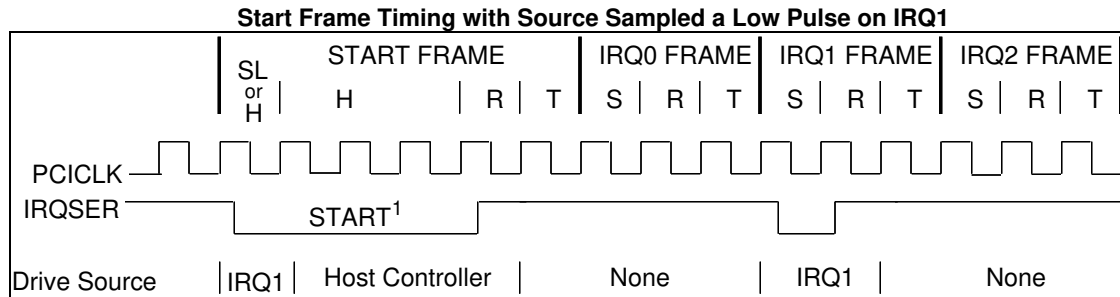 Start Frame Timing with Source Sampled a Low Pulse on IRQ1
START FRAME IRQ0 FRAME IRQ1 FRAME IRQ2 FRAME
SL
or
H
H R T S R T S R T S R T
PCICLK
IRQSER
START1
Drive Source IRQ1 Host Controller None IRQ1 None